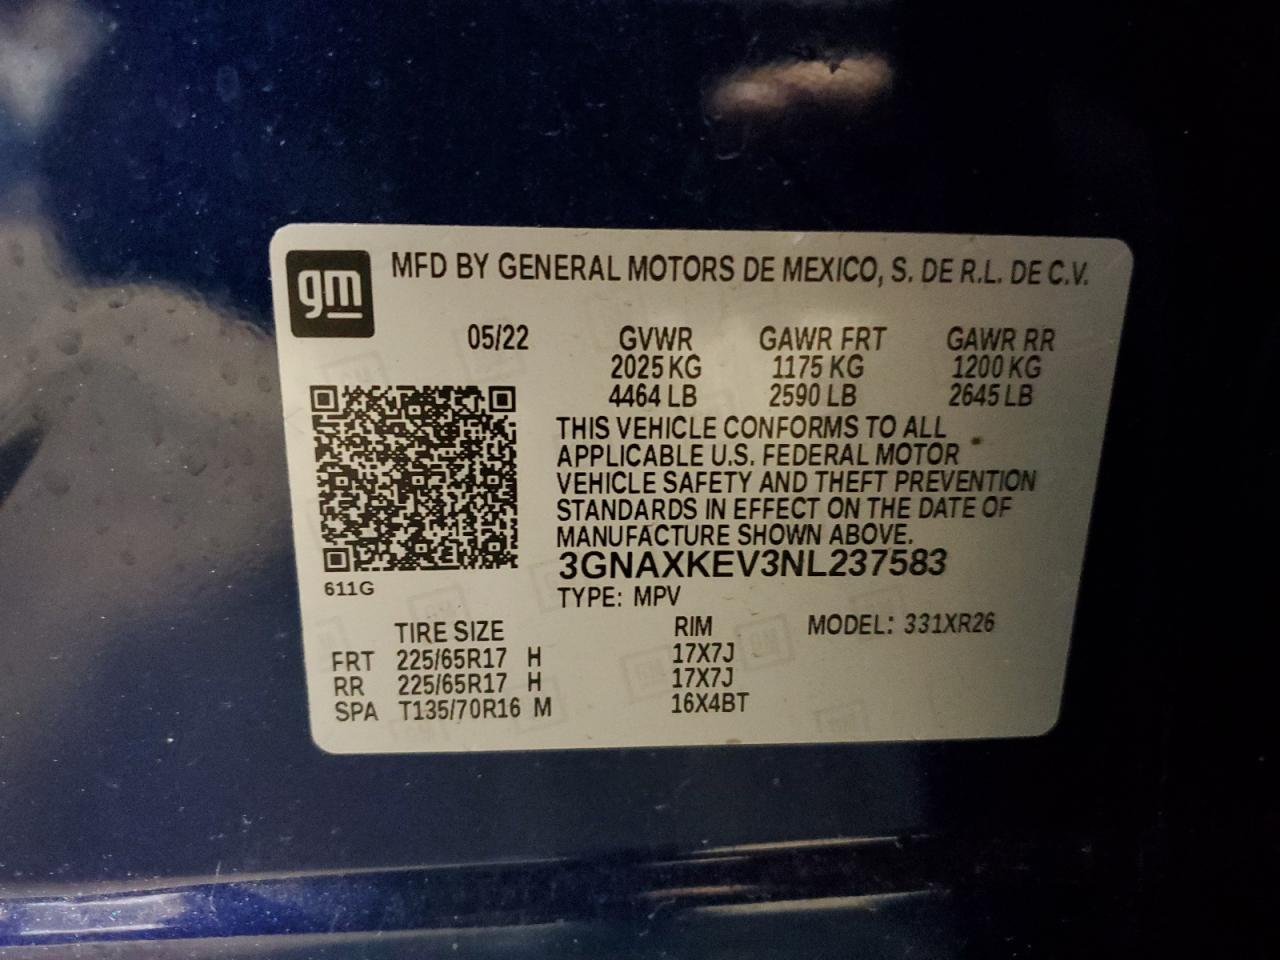 gm
MFD BY GENERAL MOTORS DE MEXICO, S. DE R.L. DE C.V.
05/22 GVWR GAWR FRT GAWR RR
2025 KG 1175 KG 1200 KG
4464 LB 2590 LB 2645 LB
THIS VEHICLE CONFORMS TO ALL
APPLICABLE U.S. FEDERAL MOTOR
VEHICLE SAFETY AND THEFT PREVENTION
STANDARDS IN EFFECT ON THE DATE OF
MANUFACTURE SHOWN ABOVE.
3GNAXKEV3NL237583
611G
TYPE: MPV
TIRE SIZE RIM MODEL: 331XR26
FRT 225/65R17 H 17X7J
RR 225/65R17 H 17X7J
SPA T135/70R16 M 16X4BT